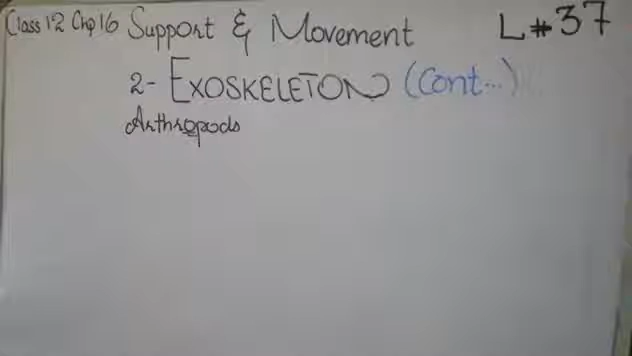 Class 12 Chp 16 Support & Movement L#37
2- EXOSKELETON (Cont...)
Arthropods